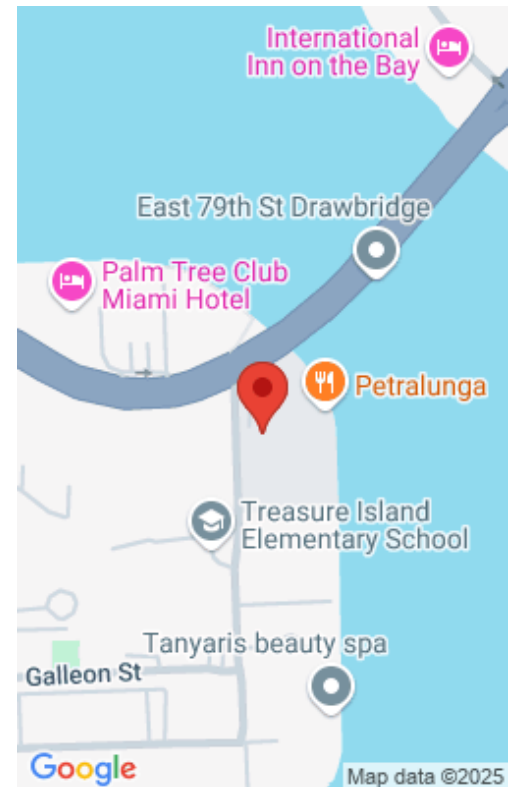 International
Inn on the Bay
East 79th St Drawbridge
Palm Tree Club
Miami Hotel
Petralunga
Treasure Island
Elementary School
Tanyaris beauty spa
Galleon St
Google
Map data ©2025